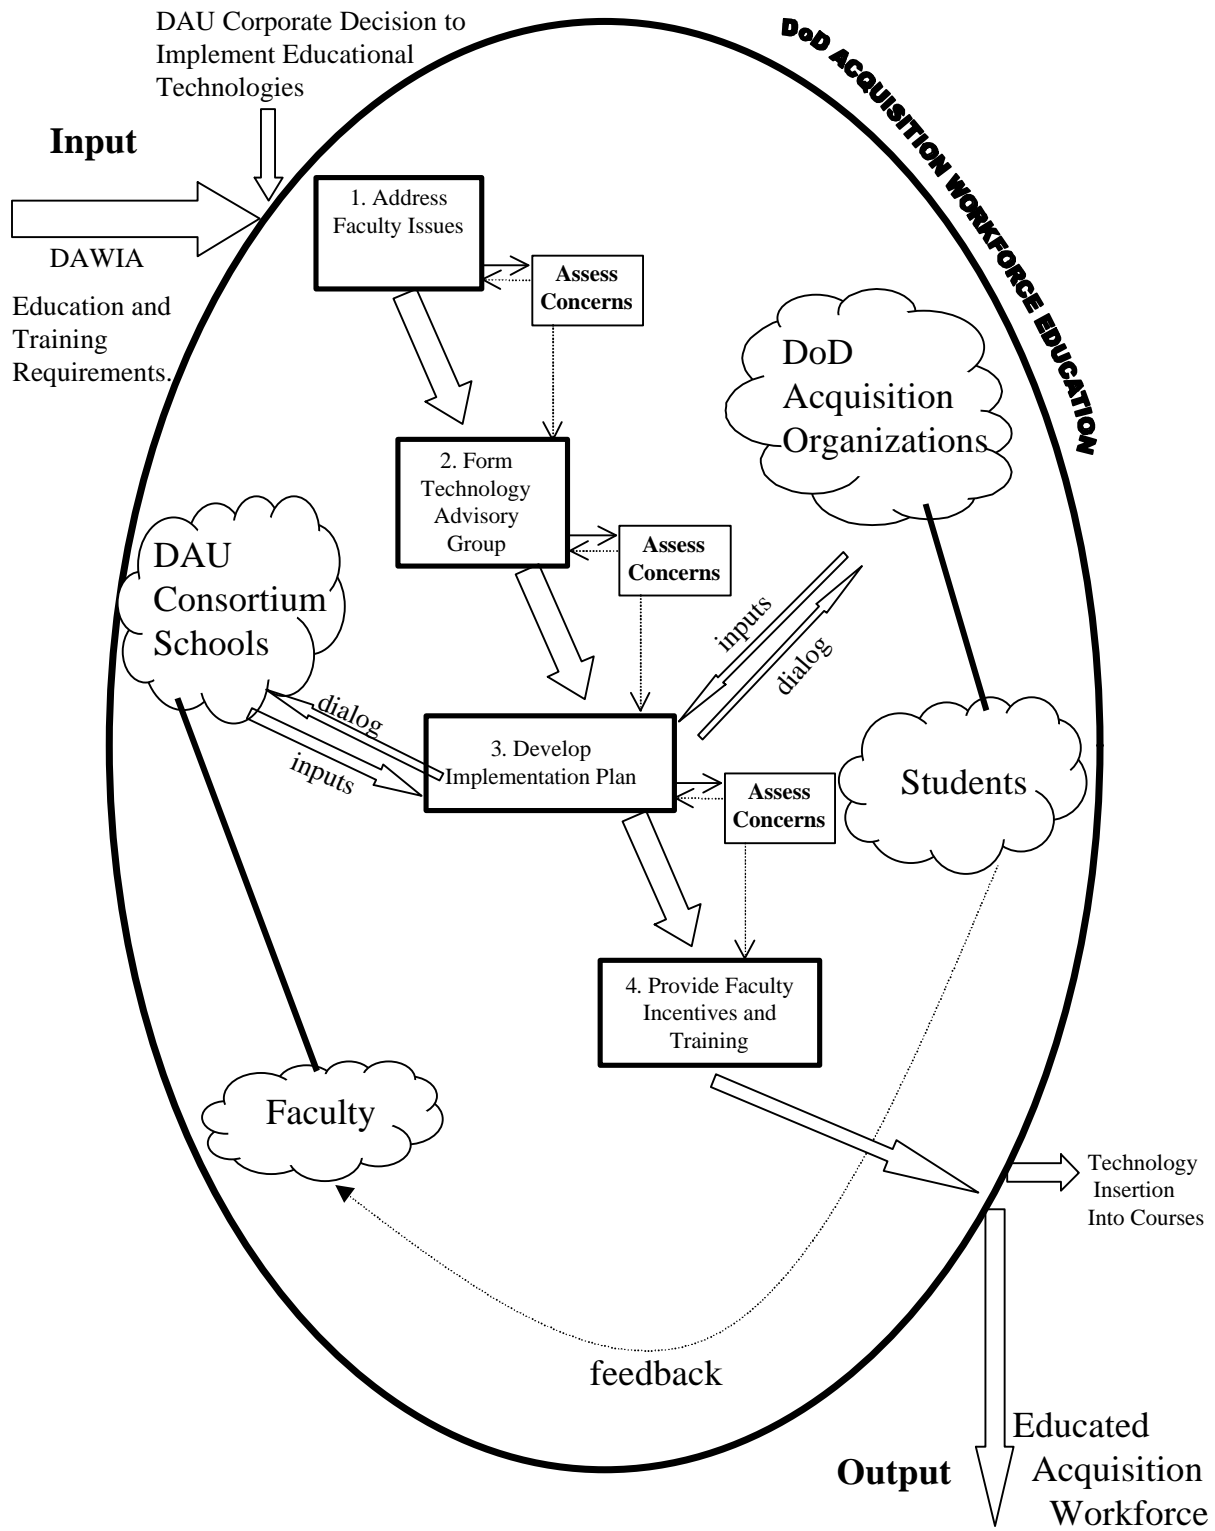 DAU Corporate Decision to
Implement Educational
Technologies
DoD ACQUISITION WORKFORCE EDUCATION
Input
DAWIA
Education and
Training
Requirements.
1. Address
Faculty Issues
Assess
Concerns
DoD
Acquisition
Organizations
2. Form
Technology
Advisory
Group
Assess
Concerns
DAU
Consortium
Schools
inputs
dialog
dialog
inputs
3. Develop
Implementation Plan
Assess
Concerns
Students
4. Provide Faculty
Incentives and
Training
Faculty
Technology
Insertion
Into Courses
feedback
Output
Educated
Acquisition
Workforce